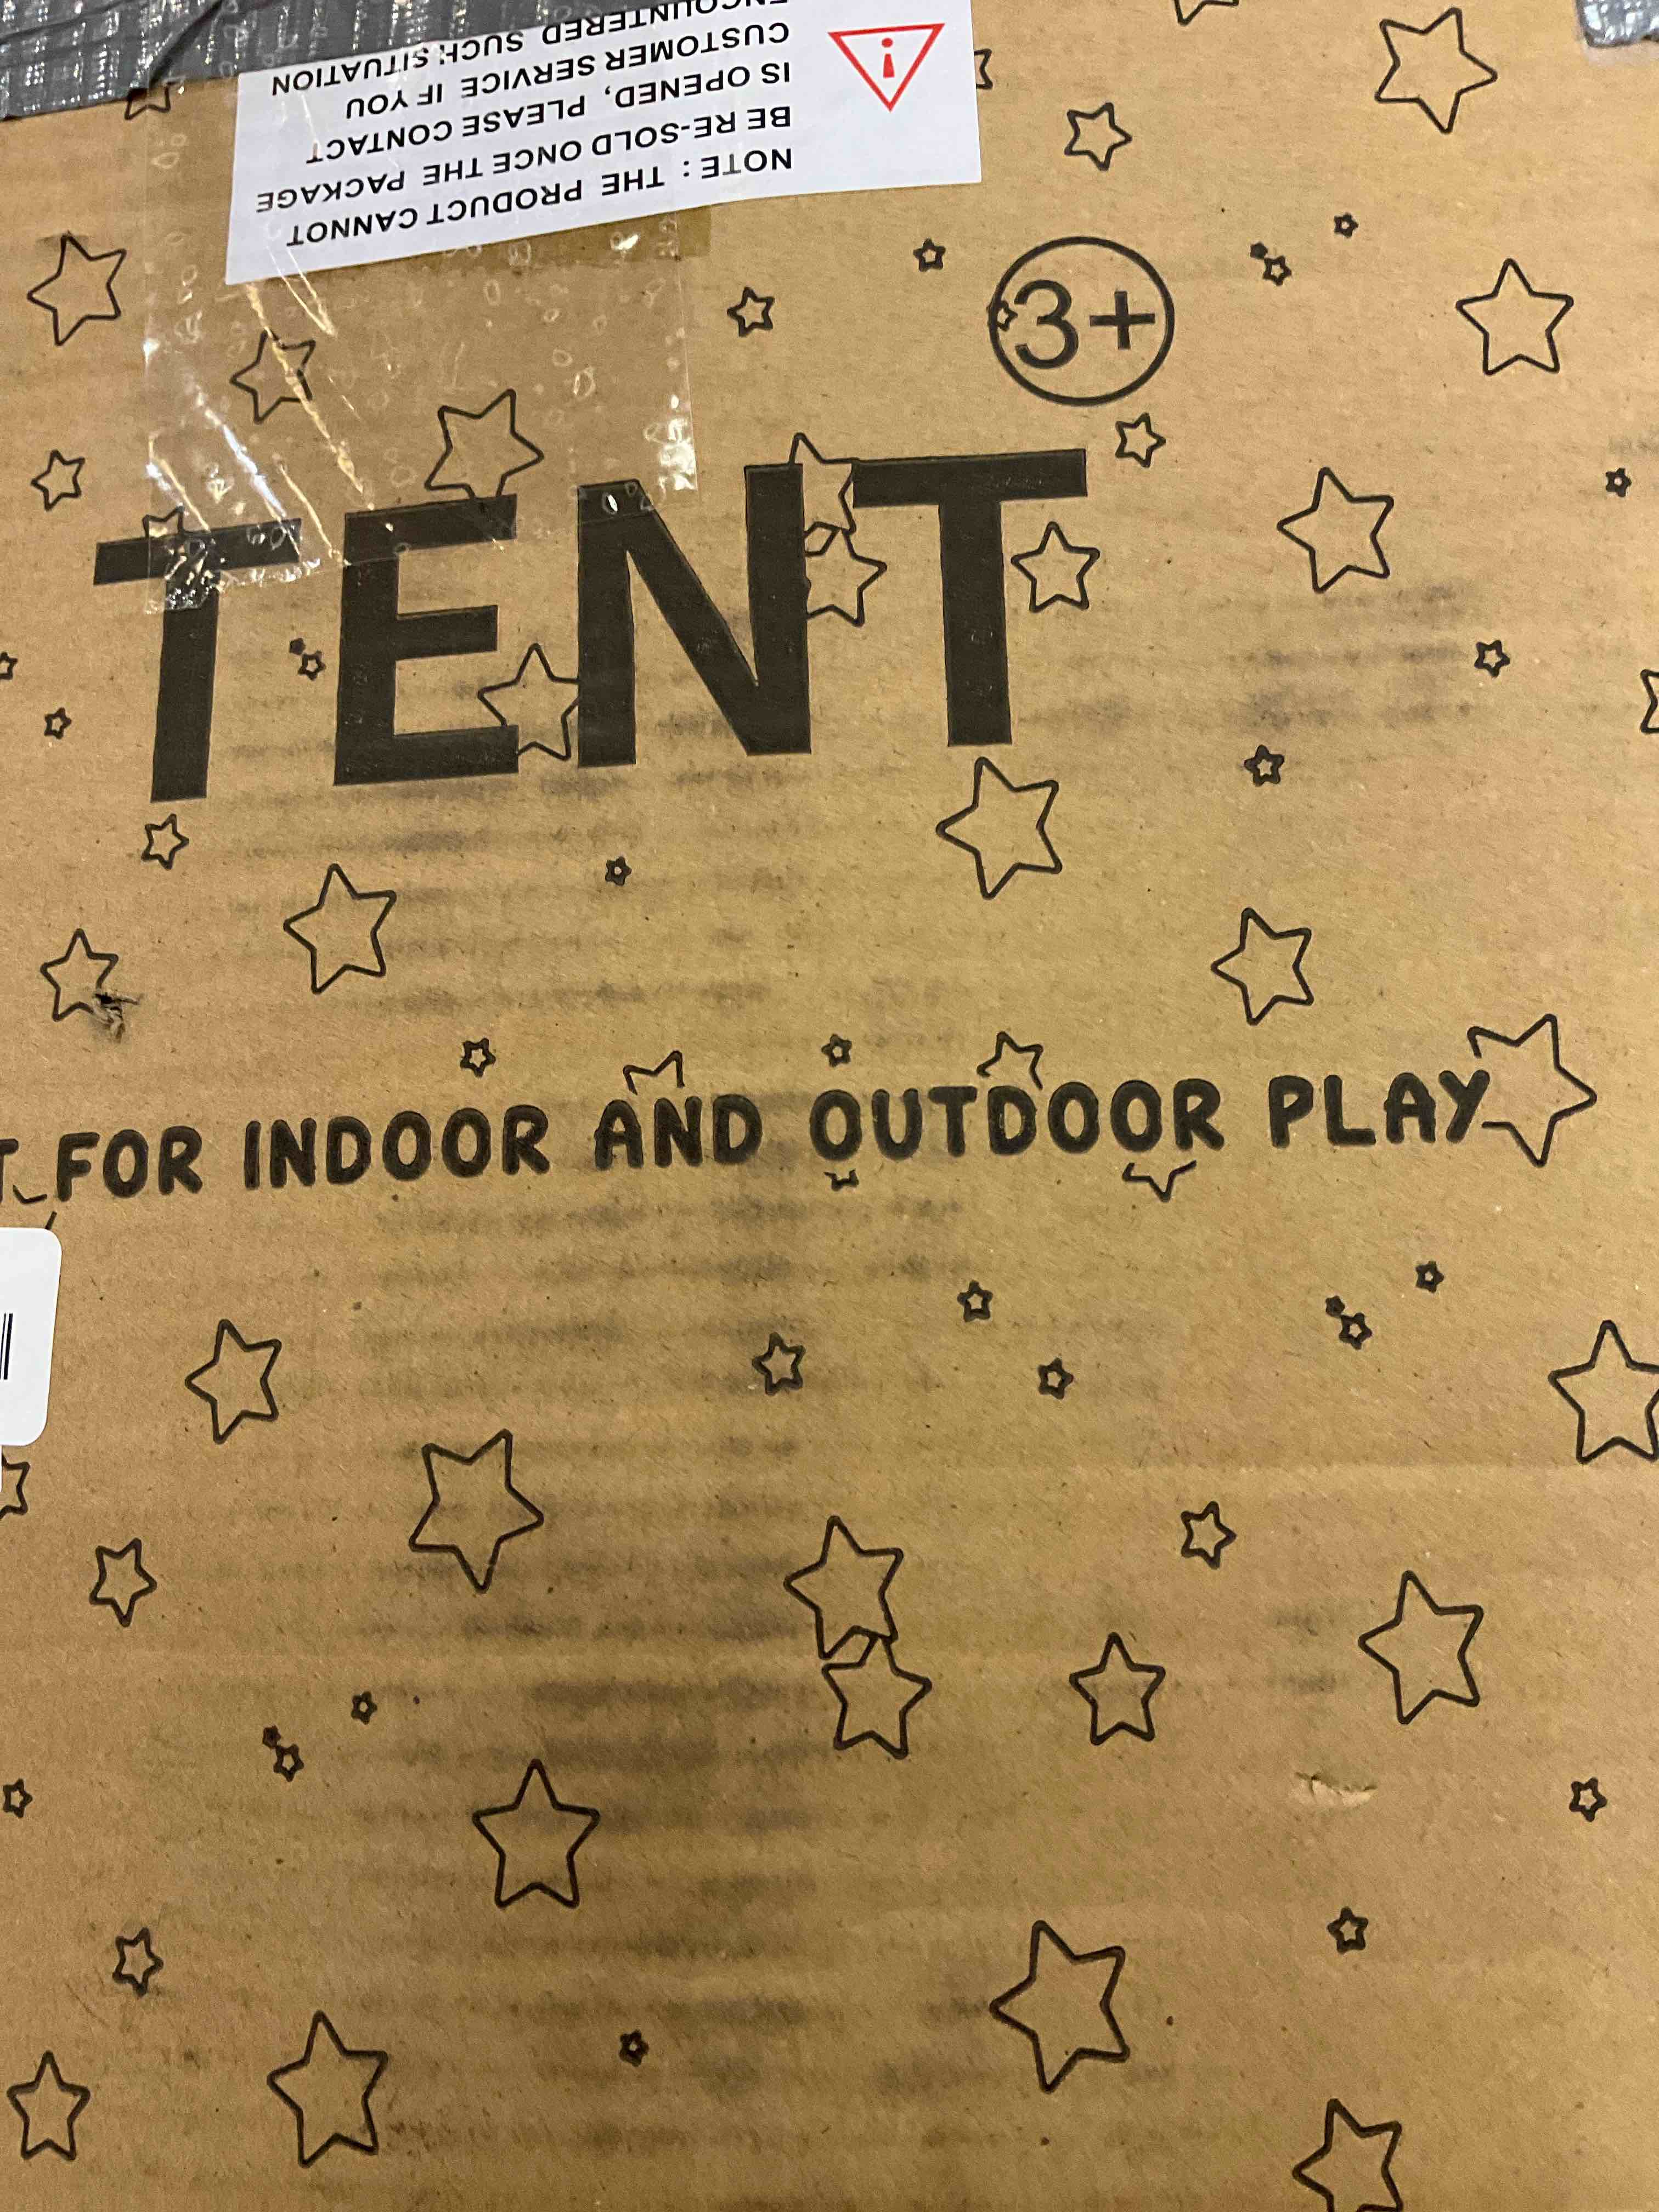 NOTE : THE PRODUCT CANNOT
BE RE-SOLD ONCE THE PACKAGE
IS OPENED, PLEASE CONTACT
CUSTOMER SERVICE IF YOU
SUCH SITUATION
3+
TENT
FOR INDOOR AND OUTDOOR PLAY